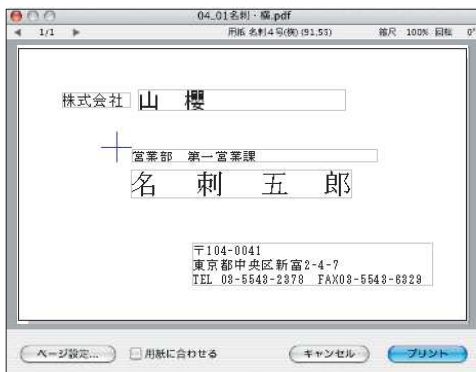 04_01名刺・横.pdf
1/1 用紙 名刺4号(横) (91,55) 縮尺 100% 回転 0°
株式会社 山 櫻
営業部 第一営業課
名 刺 五 郎
〒104-0041
東京都中央区新富2-4-7
TEL 03-5543-2378 FAX03-5543-6329
ページ設定... 用紙に合わせる キャンセル プリント